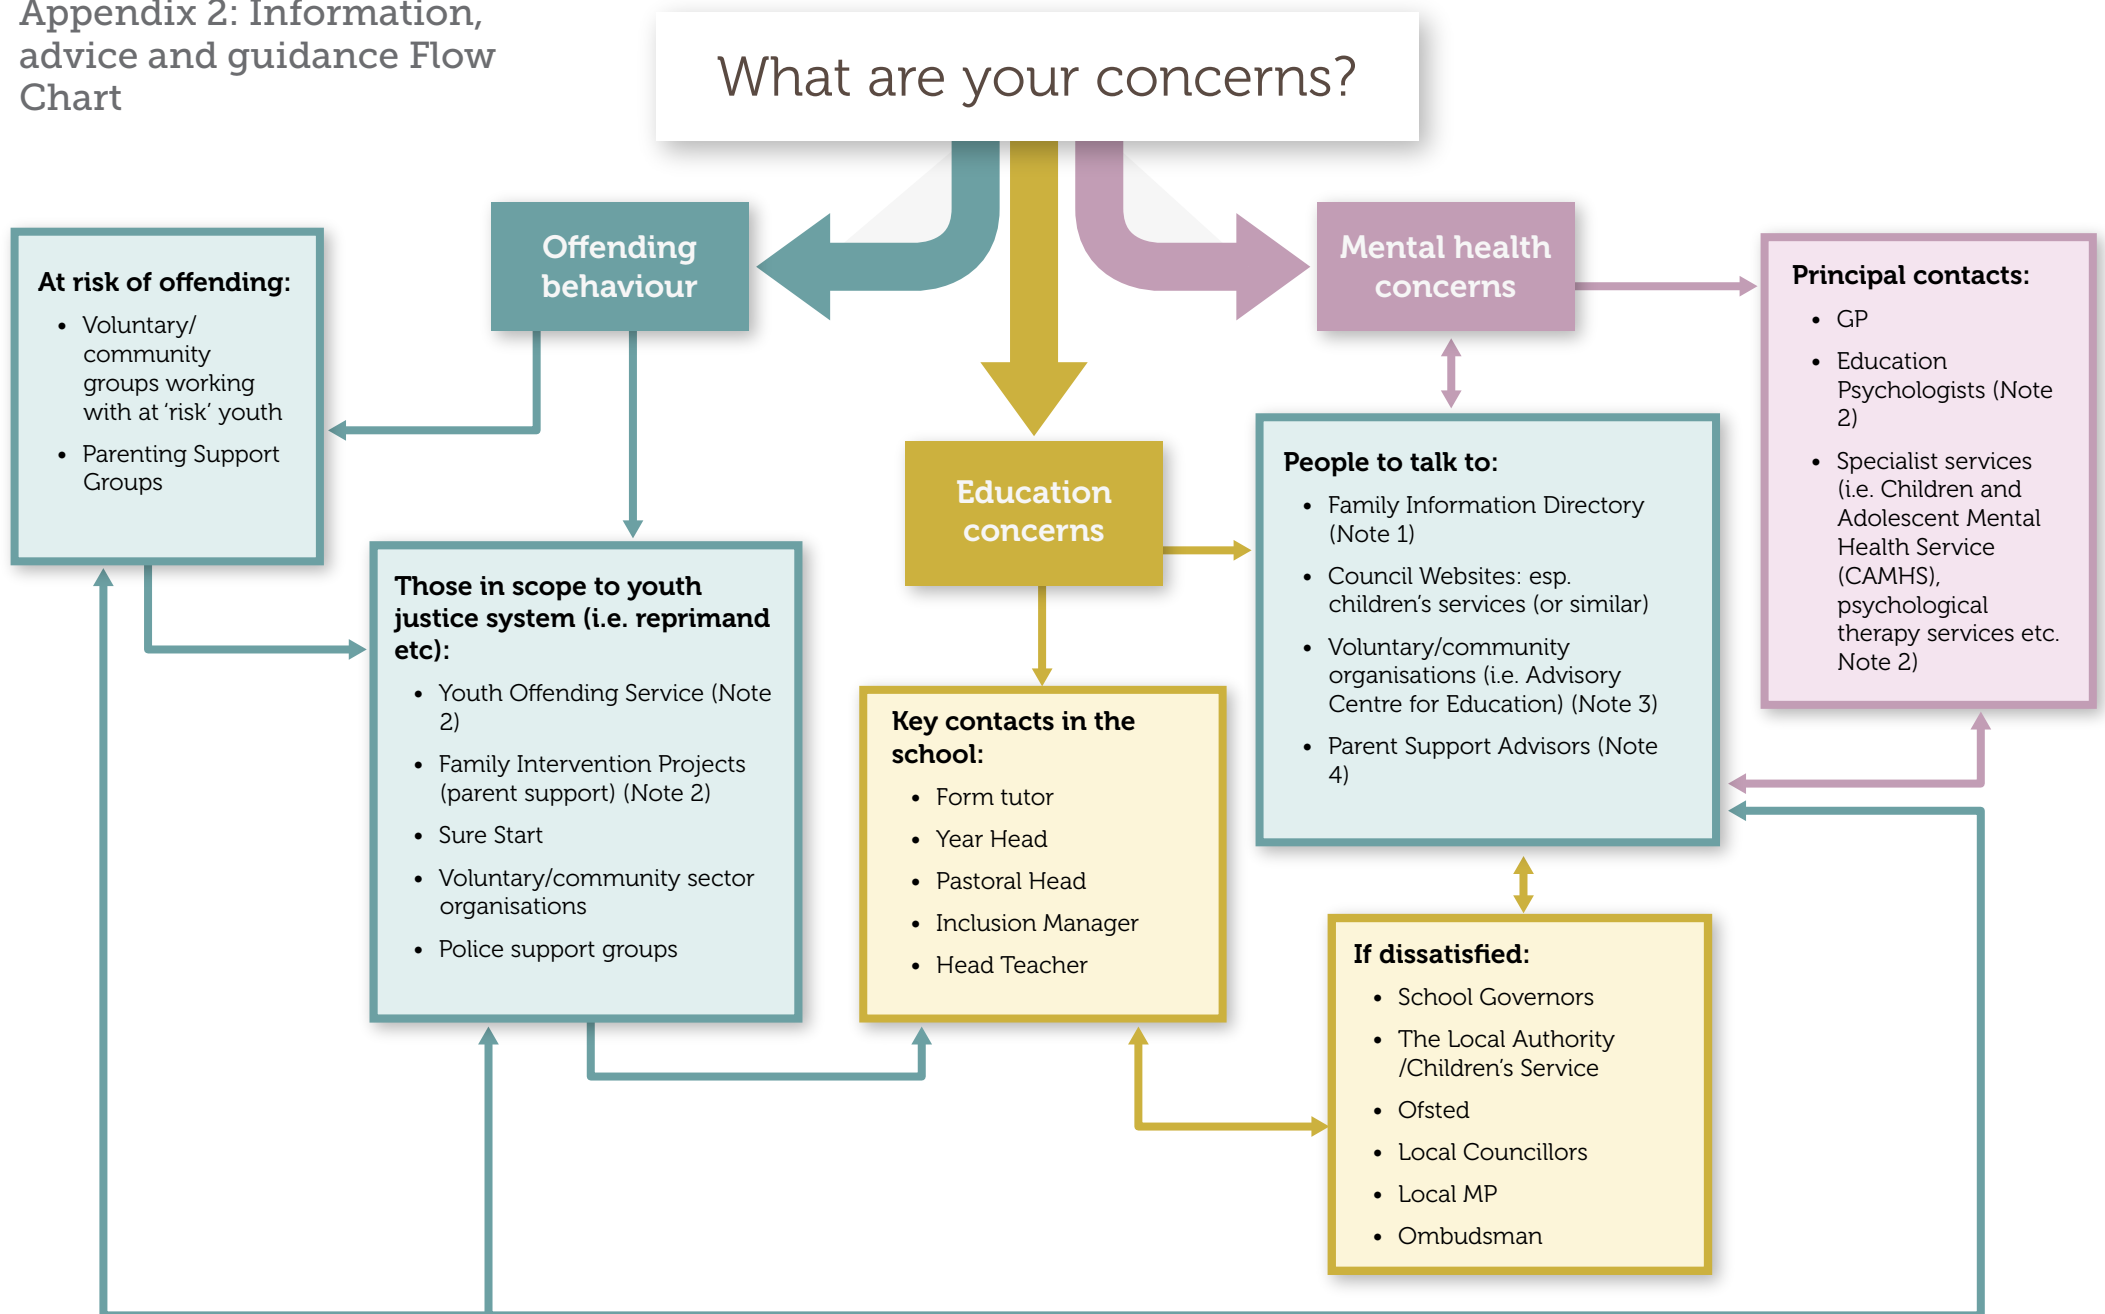 Appendix 2: Information,
advice and guidance Flow
Chart
What are your concerns?
Offending
behaviour
Mental health
concerns
At risk of offending:
• Voluntary/
community
groups working
with at ‘risk’ youth
• Parenting Support
Groups
Principal contacts:
• GP
• Education
Psychologists (Note
2)
• Specialist services
(i.e. Children and
Adolescent Mental
Health Service
(CAMHS),
psychological
therapy services etc.
Note 2)
Education
concerns
People to talk to:
• Family Information Directory
(Note 1)
• Council Websites: esp.
children’s services (or similar)
• Voluntary/community
organisations (i.e. Advisory
Centre for Education) (Note 3)
• Parent Support Advisors (Note
4)
Those in scope to youth
justice system (i.e. reprimand
etc):
• Youth Offending Service (Note
2)
• Family Intervention Projects
(parent support) (Note 2)
• Sure Start
• Voluntary/community sector
organisations
• Police support groups
Key contacts in the
school:
• Form tutor
• Year Head
• Pastoral Head
• Inclusion Manager
• Head Teacher
If dissatisfied:
• School Governors
• The Local Authority
/Children’s Service
• Ofsted
• Local Councillors
• Local MP
• Ombudsman